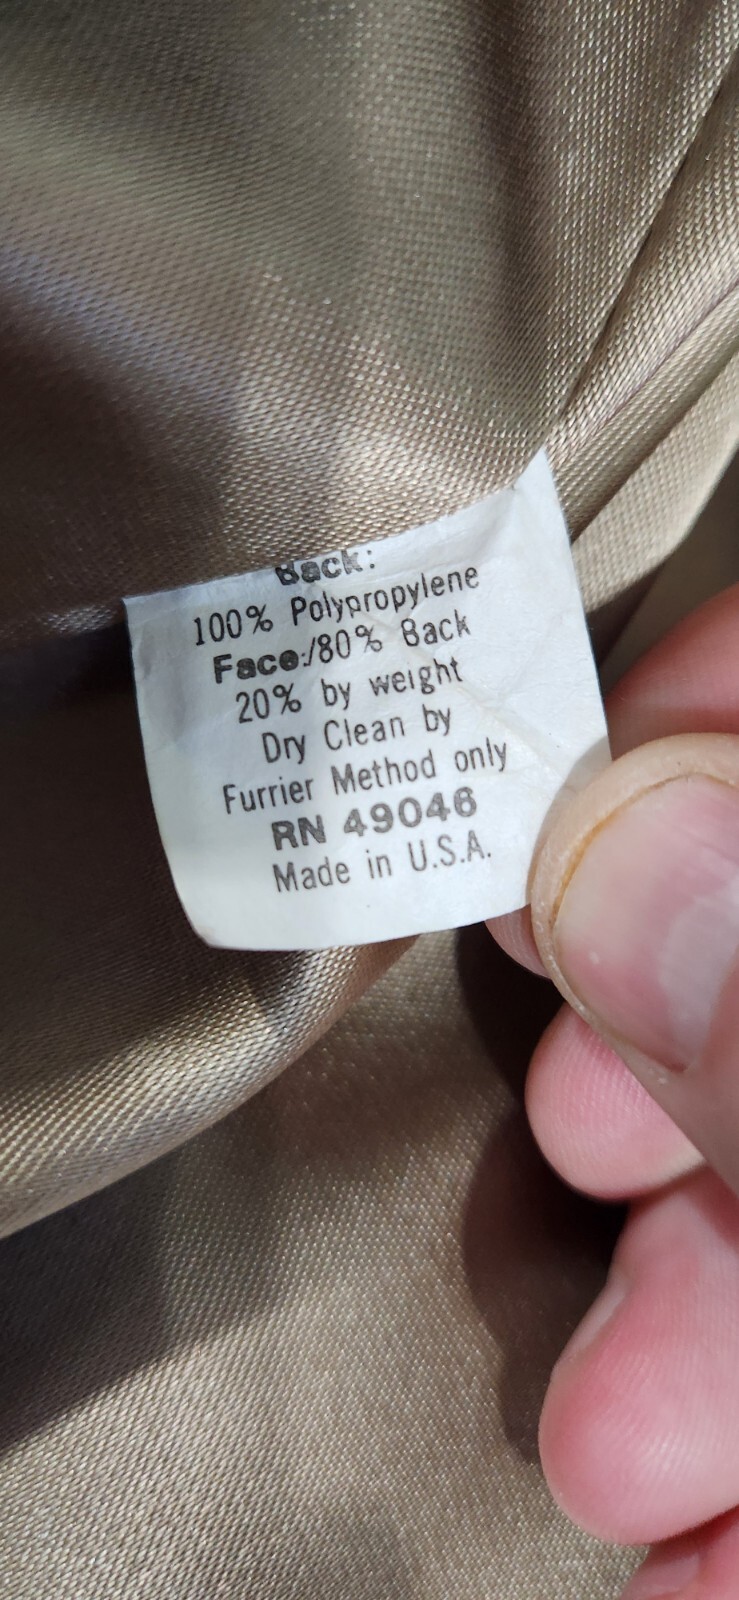 Back:
100% Polypropylene
Face:/80% Back
20% by weight
Dry Clean by
Furrier Method only
RN 49046
Made in U.S.A.